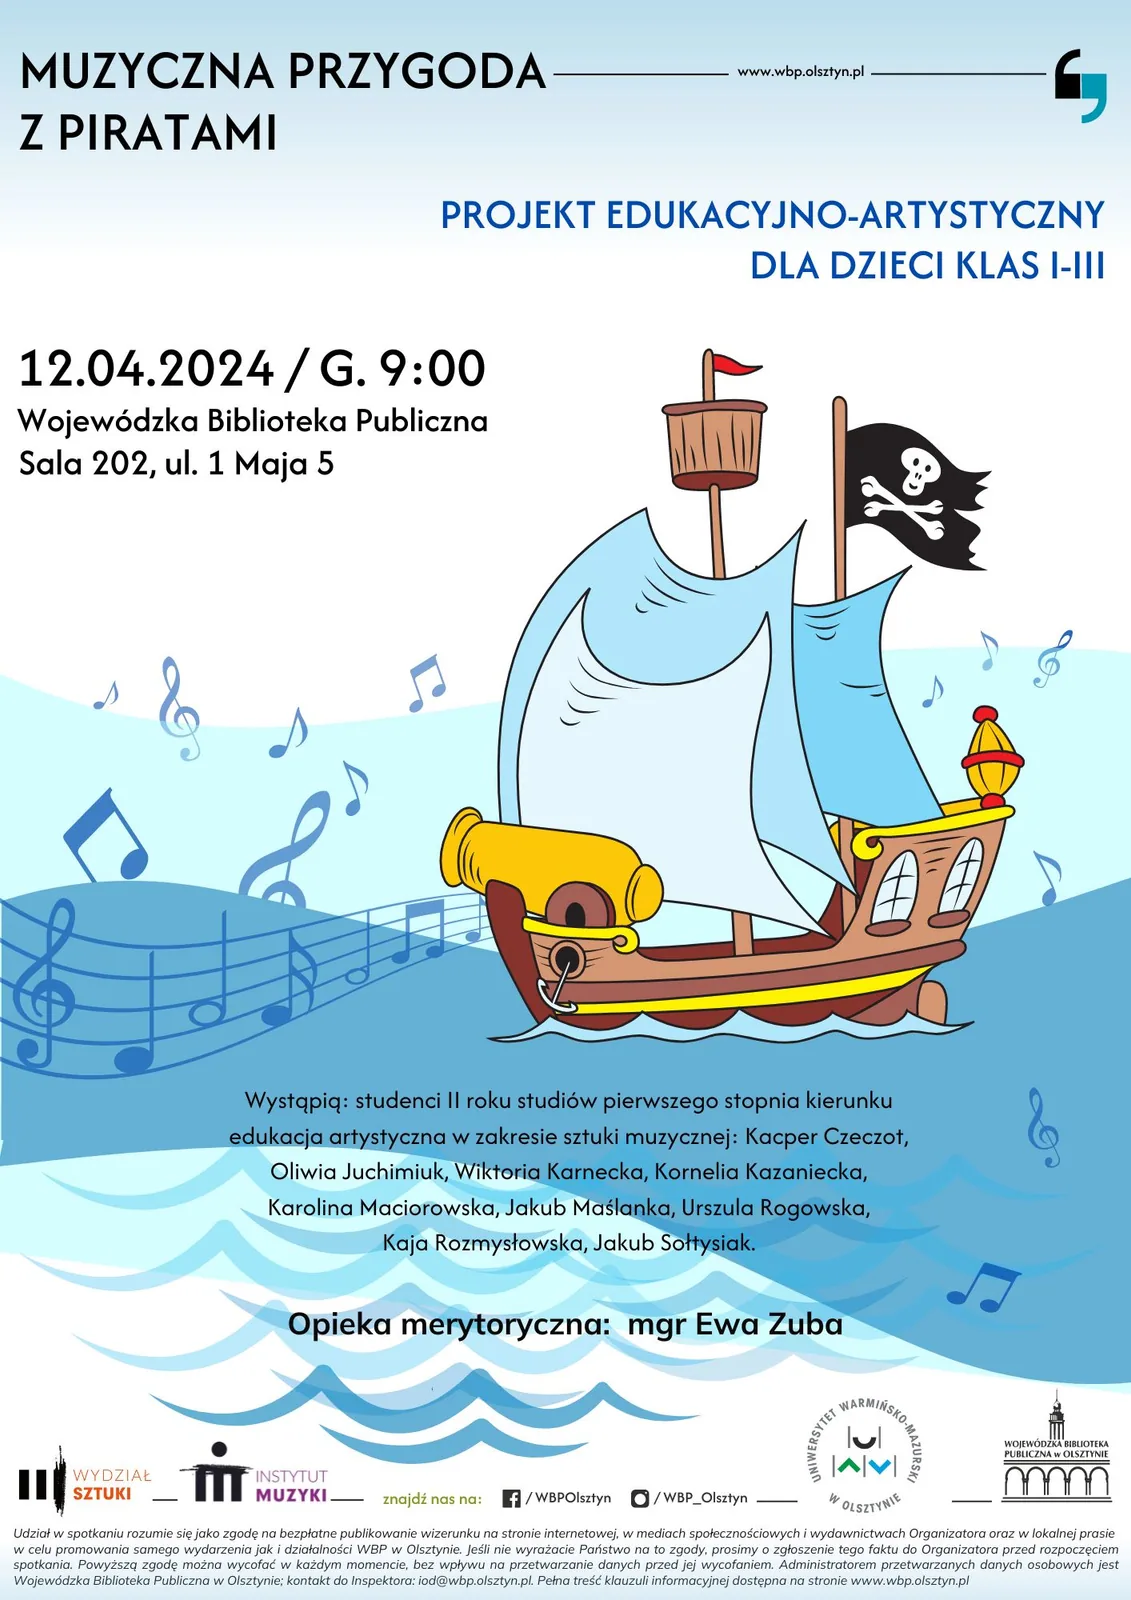 MUZYCZNA PRZYGODA
Z PIRATAMI
www.wbp.olsztyn.pl
PROJEKT EDUKACYJNO-ARTYSTYCZNY
DLA DZIECI KLAS I-III
12.04.2024 / G. 9:00
Wojewódzka Biblioteka Publiczna
Sala 202, ul. 1 Maja 5
Wystąpią: studenci II roku studiów pierwszego stopnia kierunku
edukacja artystyczna w zakresie sztuki muzycznej: Kacper Czeczot,
Oliwia Juchimiuk, Wiktoria Karnecka, Kornelia Kazaniecka,
Karolina Maciorowska, Jakub Maślanka, Urszula Rogowska,
Kaja Rozmysłowska, Jakub Sołtysiak.
Opieka merytoryczna: mgr Ewa Zuba
WYDZIAŁ
SZTUKI
INSTYTUT
MUZYKI
znajdź nas na:
/WBPOlsztyn
/WBP_Olsztyn
UNIWERSYTET WARMIŃSKO-MAZURSKI
W OLSZTYNIE
WOJEWÓDZKA BIBLIOTEKA
PUBLICZNA w OLSZTYNIE
Udział w spotkaniu rozumie się jako zgodę na bezpłatne publikowanie wizerunku na stronie internetowej, w mediach społecznościowych i wydawnictwach Organizatora oraz w lokalnej prasie
w celu promowania samego wydarzenia jak i działalności WBP w Olsztynie. Jeśli nie wyrażacie Państwo na to zgody, prosimy o zgłoszenie tego faktu do Organizatora przed rozpoczęciem
spotkania. Powyższą zgodę można wycofać w każdym momencie, bez wpływu na przetwarzanie danych przed jej wycofaniem. Administratorem przetwarzanych danych osobowych jest
Wojewódzka Biblioteka Publiczna w Olsztynie; kontakt do Inspektora: iod@wbp.olsztyn.pl. Pełna treść klauzuli informacyjnej dostępna na stronie www.wbp.olsztyn.pl